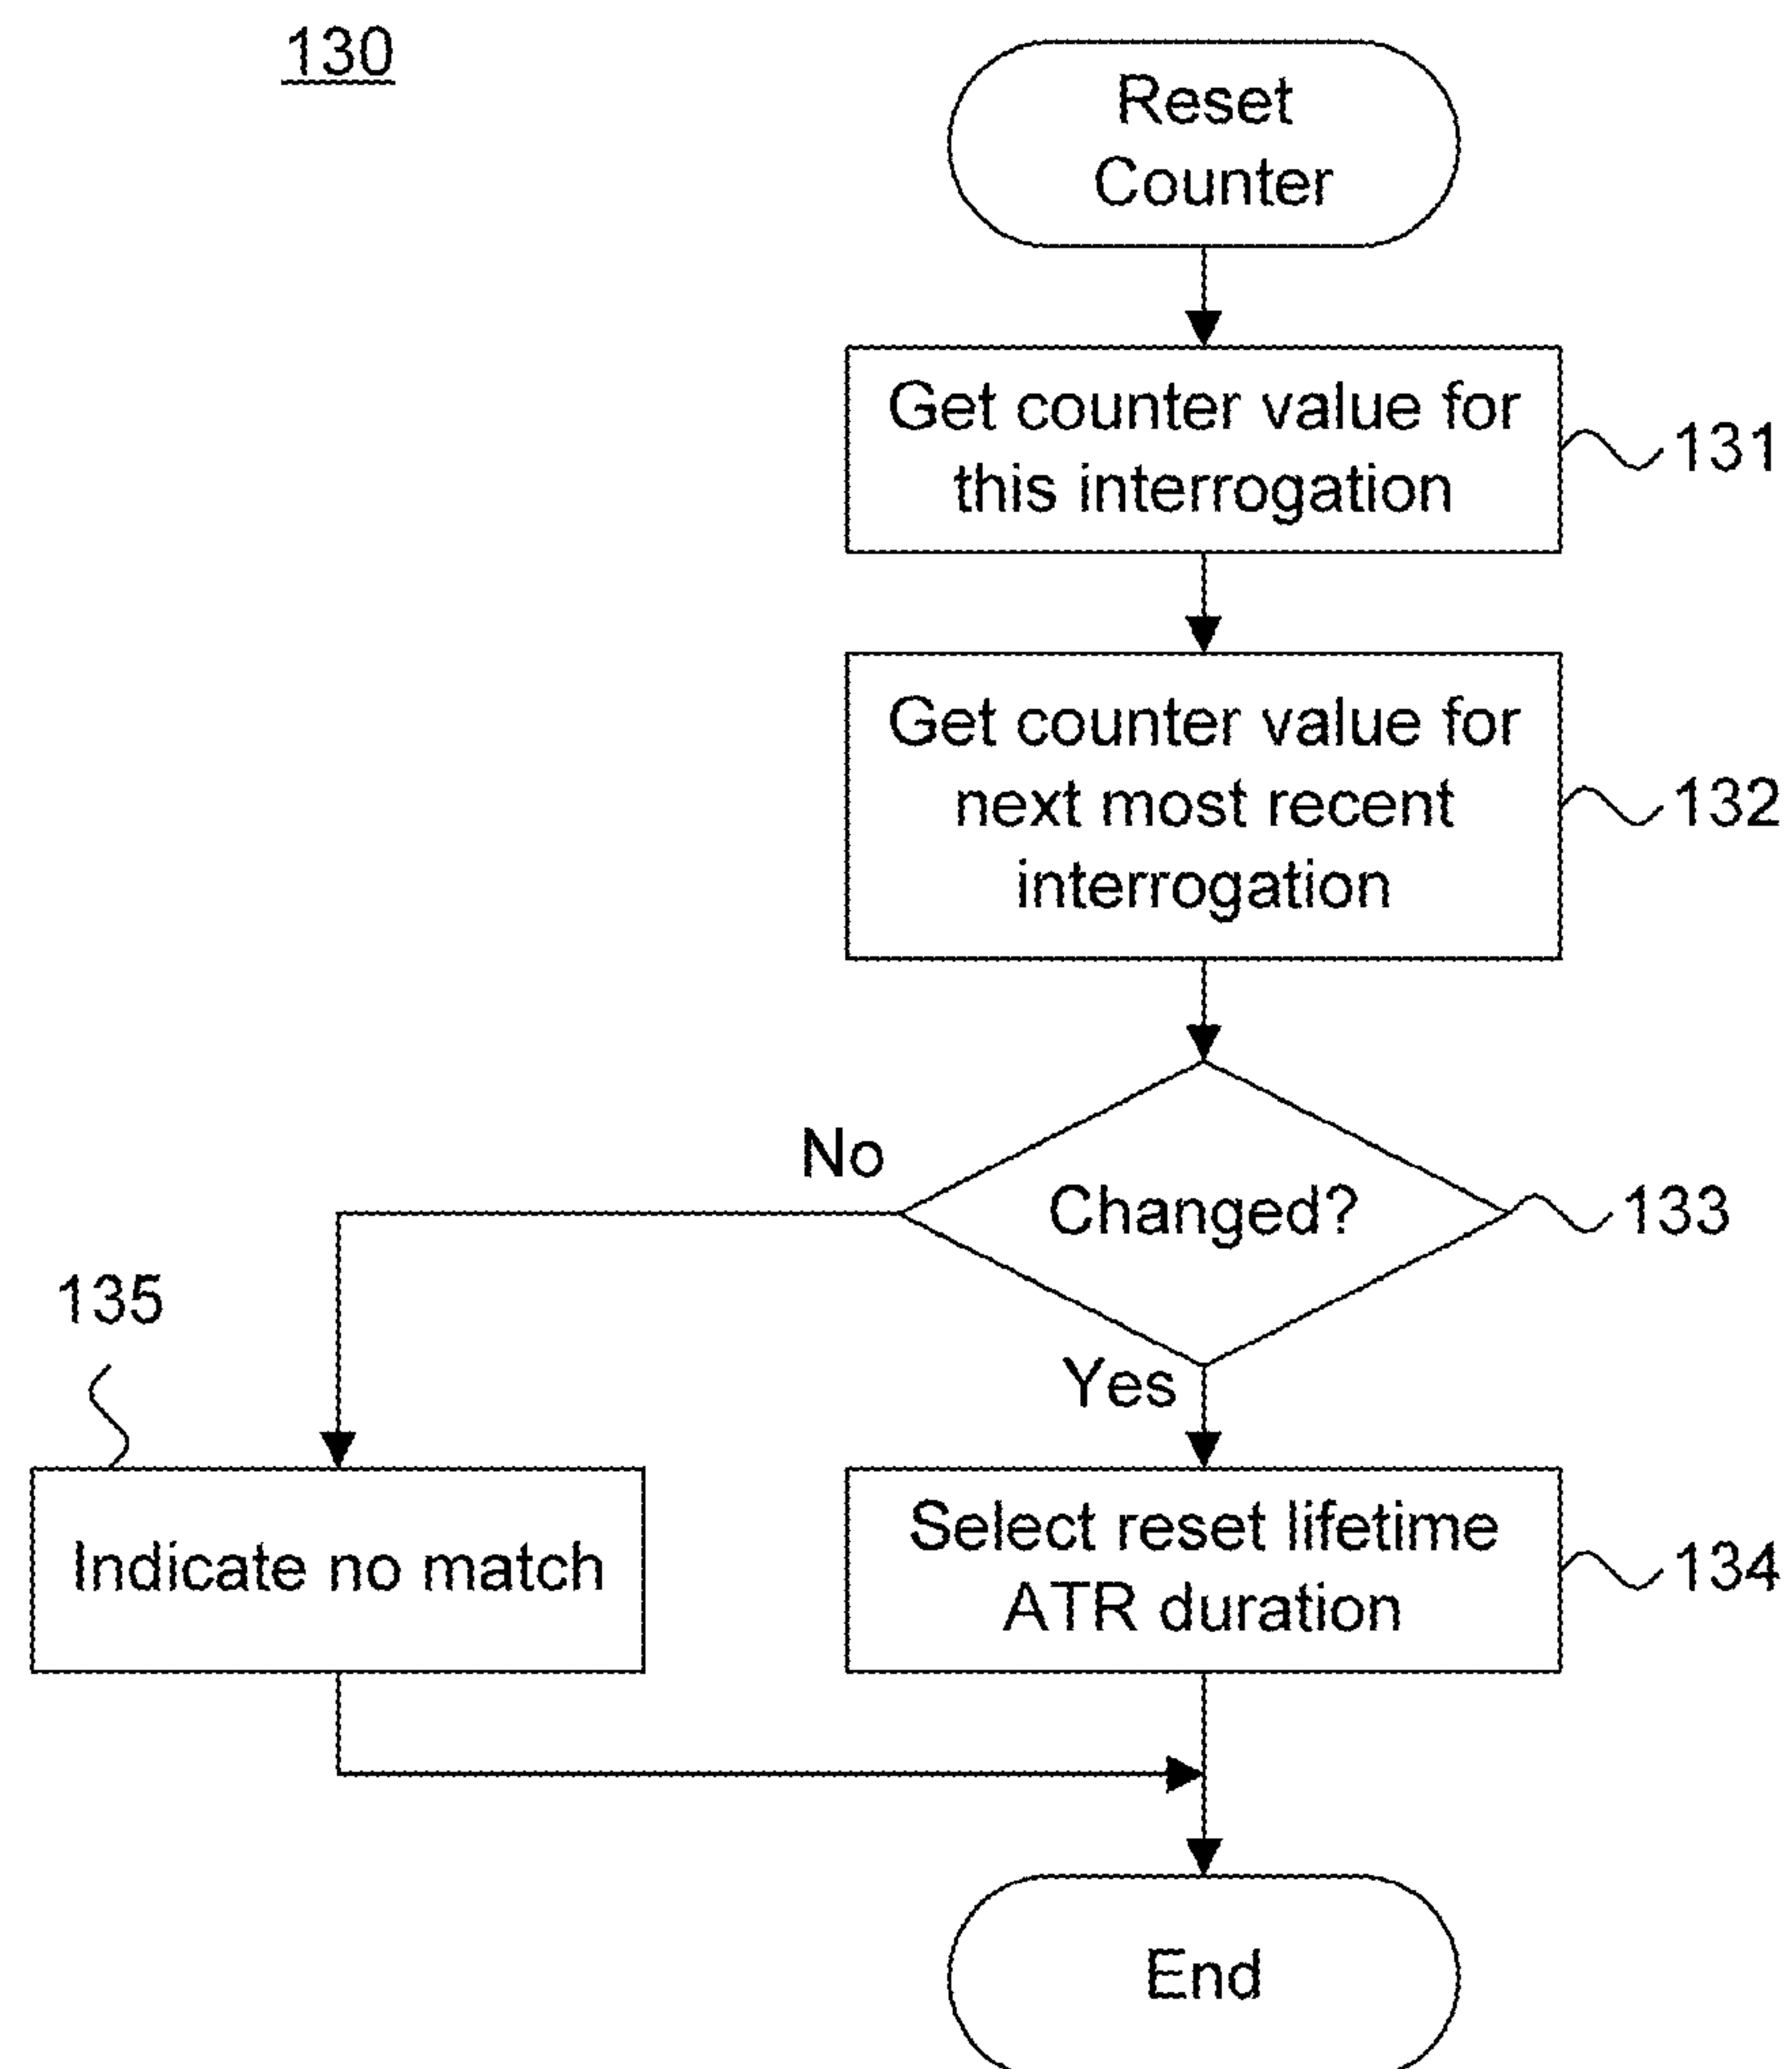 130
Reset
Counter
Get counter value for
this interrogation
131
Get counter value for
next most recent
interrogation
132
No
Changed?
133
135
Yes
Indicate no match
Select reset lifetime
ATR duration
134
End